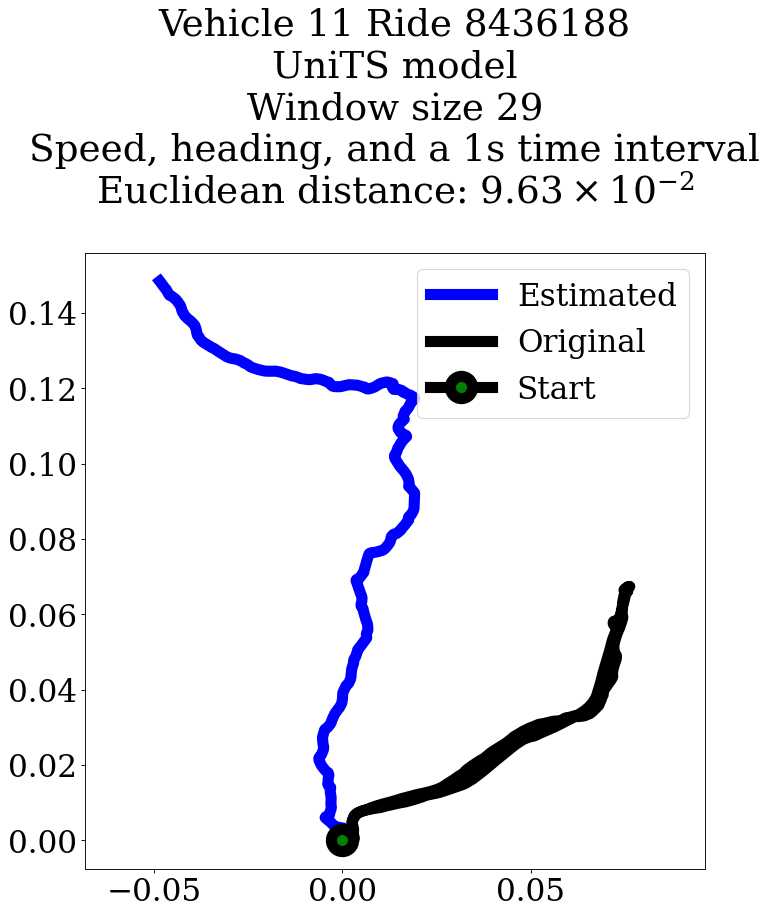 Vehicle 11 Ride 8436188
UniTS model
Window size 29
Speed, heading, and a 1s time interval
Euclidean distance: 9.63 × 10⁻²
Estimated
Original
Start
0.14
0.12
0.10
0.08
0.06
0.04
0.02
0.00
−0.05
0.00
0.05